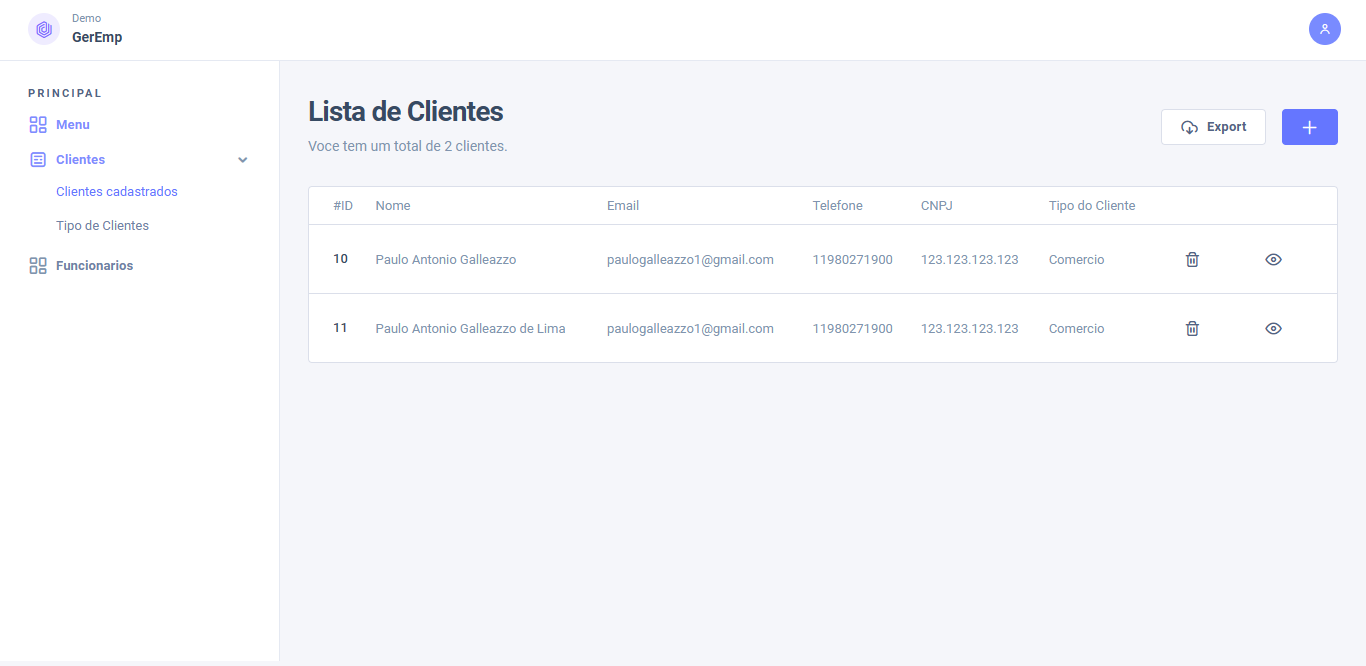 Demo
GerEmp
PRINCIPAL
Menu
Clientes
Clientes cadastrados
Tipo de Clientes
Funcionarios
Lista de Clientes
Voce tem um total de 2 clientes.
Export
#ID Nome Email Telefone CNPJ Tipo do Cliente
10 Paulo Antonio Galleazzo paulogalleazzo1@gmail.com 11980271900 123.123.123.123 Comercio
11 Paulo Antonio Galleazzo de Lima paulogalleazzo1@gmail.com 11980271900 123.123.123.123 Comercio